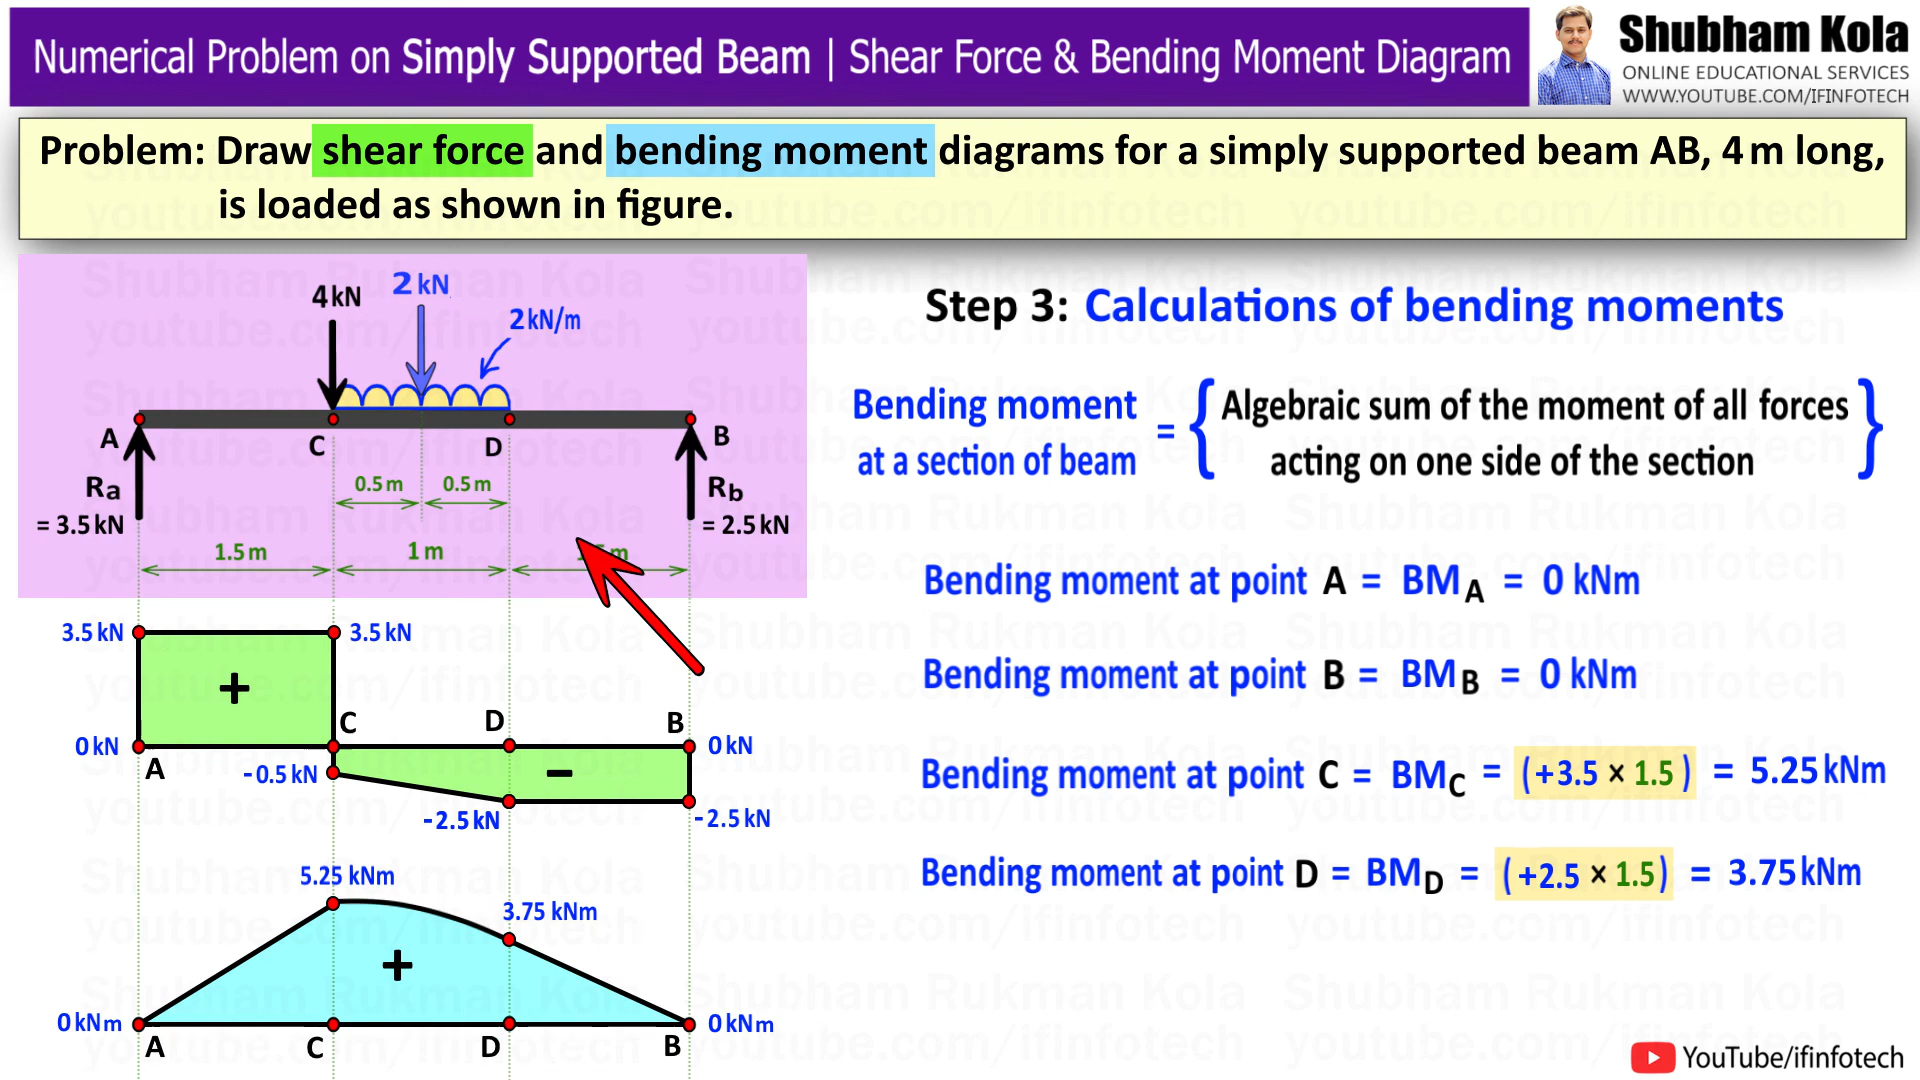 Numerical Problem on Simply Supported Beam | Shear Force & Bending Moment Diagram
Shubham Kola
ONLINE EDUCATIONAL SERVICES
WWW.YOUTUBE.COM/IFINFOTECH
Problem: Draw shear force and bending moment diagrams for a simply supported beam AB, 4 m long,
is loaded as shown in figure.
4 kN
2 kN
2 kN/m
A
C
D
B
Ra
= 3.5 kN
Rb
= 2.5 kN
0.5 m
0.5 m
1.5 m
1 m
3.5 kN
3.5 kN
+
C
D
B
0 kN
0 kN
A
-0.5 kN
−
-2.5 kN
-2.5 kN
5.25 kNm
3.75 kNm
+
0 kNm
0 kNm
A
C
D
B
Step 3: Calculations of bending moments
Bending moment
at a section of beam
=
{ Algebraic sum of the moment of all forces
acting on one side of the section }
Bending moment at point A = BM_A = 0 kNm
Bending moment at point B = BM_B = 0 kNm
Bending moment at point C = BM_C = (+3.5 × 1.5) = 5.25 kNm
Bending moment at point D = BM_D = (+2.5 × 1.5) = 3.75 kNm
YouTube/ifinfotech